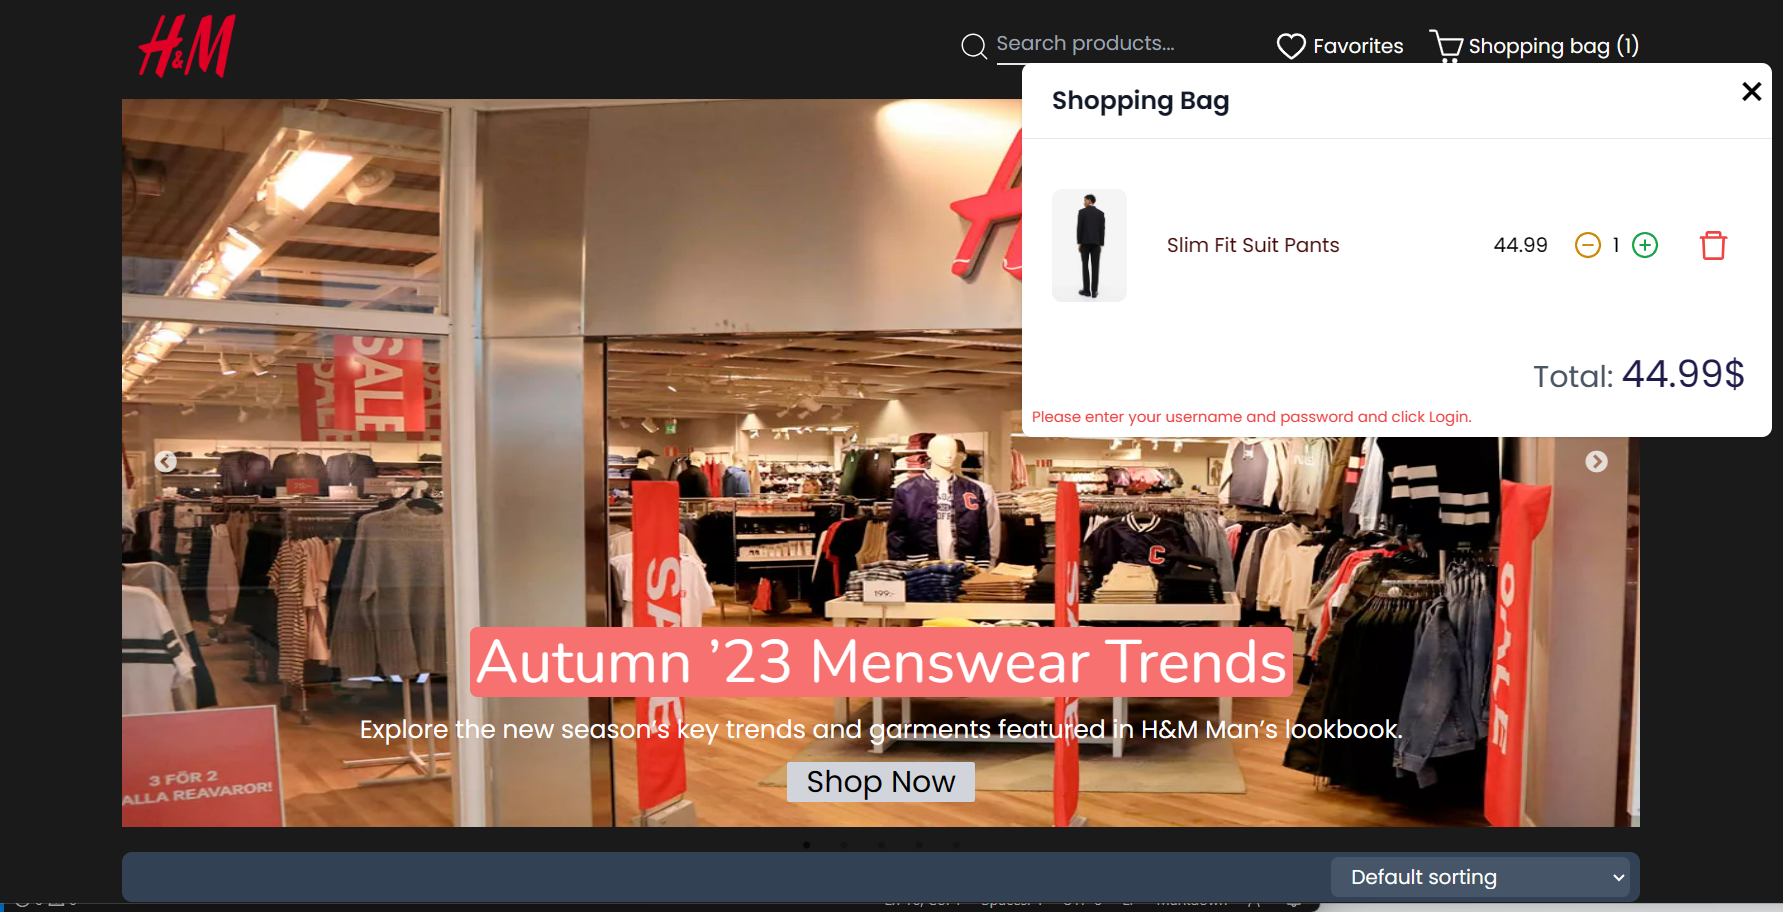 H&M
Search products...
Favorites
Shopping bag (1)
Shopping Bag
Slim Fit Suit Pants
44.99
1
Total: 44.99$
Please enter your username and password and click Login.
SALE
SALE
199:-
Autumn ’23 Menswear Trends
Explore the new season’s key trends and garments featured in H&M Man’s lookbook.
Shop Now
3 FÖR 2
ALLA REAVAROR!
Default sorting